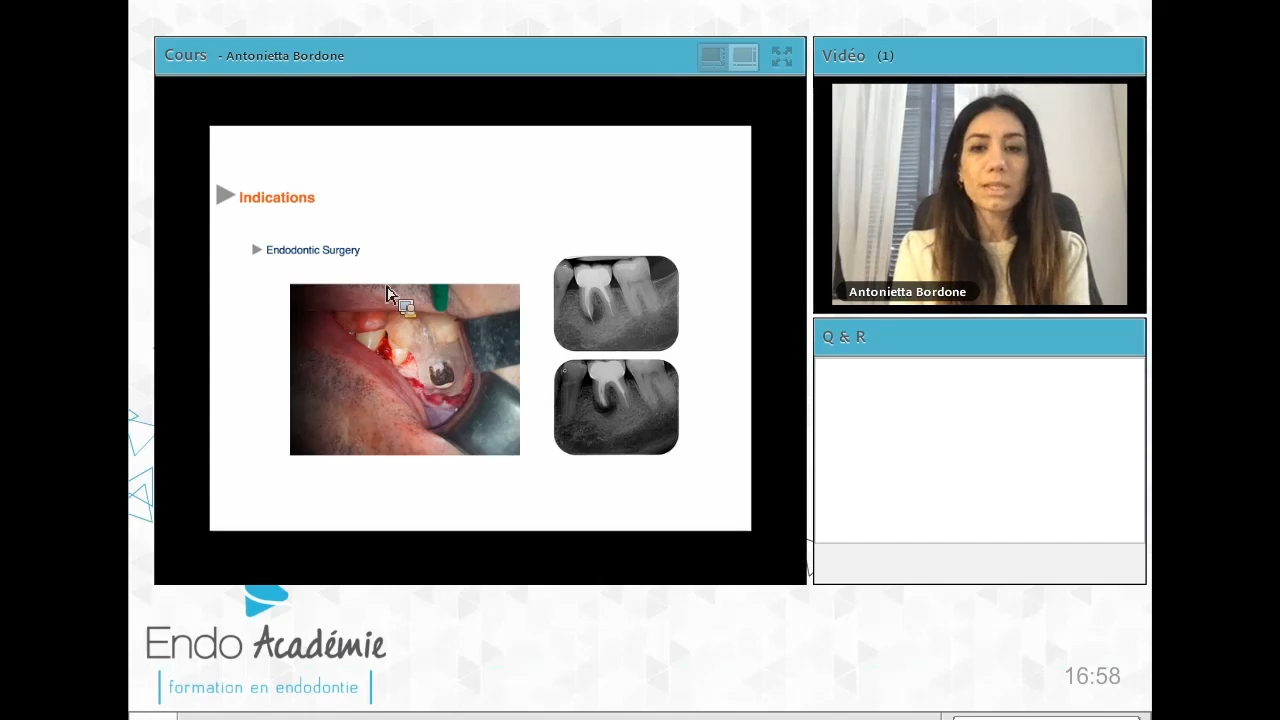 Cours - Antonietta Bordone
Vidéo (1)
Indications
Endodontic Surgery
Antonietta Bordone
Q & R
Endo Académie
formation en endodontie
16:58